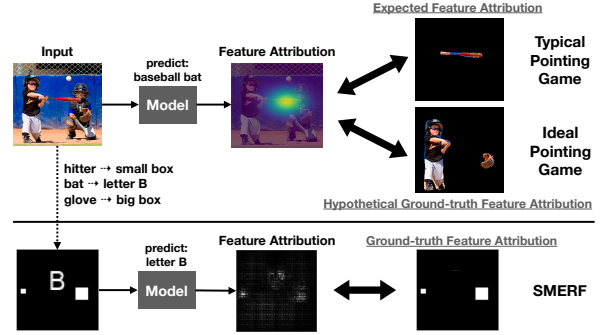 Expected Feature Attribution
Input
predict:
baseball bat
Feature Attribution
Model
Typical
Pointing
Game
Ideal
Pointing
Game
hitter ⇢ small box
bat ⇢ letter B
glove ⇢ big box
Hypothetical Ground-truth Feature Attribution
predict:
letter B
Feature Attribution
Ground-truth Feature Attribution
B
Model
SMERF